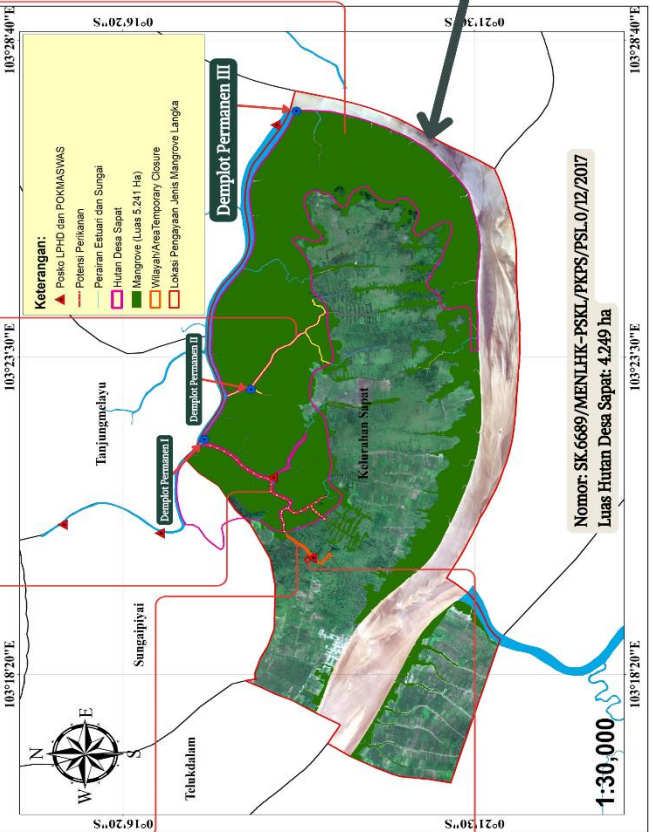 103°18'20"E
103°23'30"E
103°28'40"E
0°16'20"S
0°21'30"S
N
W
E
S
Telukdalam
Sungaipiyai
Tanjungmelayu
Kelurahan Sapat
Demplot Permanen I
Demplot Permanen II
Demplot Permanen III
Keterangan:
Posko LPHD dan POKMASWAS
Potensi Perikanan
Perairan Estuari dan Sungai
Hutan Desa Sapat
Mangrove (Luas 5.241 Ha)
Wilayah/AreaTemporary Closure
Lokasi Pengayaan Jenis Mangrove Langka
1:30,000
Nomor: SK.6689/MENLHK-PSKL/PKPS/PSL.0/12/2017
Luas Hutan Desa Sapat: 4.249 ha
103°18'20"E
103°23'30"E
103°28'40"E
0°16'20"S
0°21'30"S